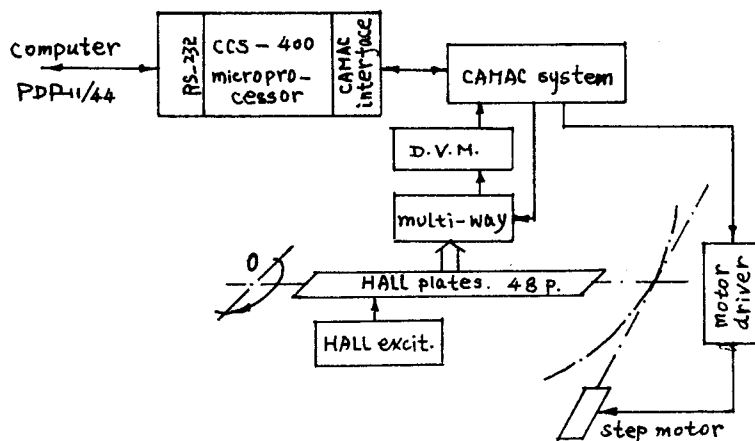 computer
PDP-11/44
RS-232
CCS-400
micropro-
cessor
CAMAC
interface
CAMAC system
D.V.M.
multi-way
O
HALL plates. 48 p.
HALL excit.
motor
driver
step motor